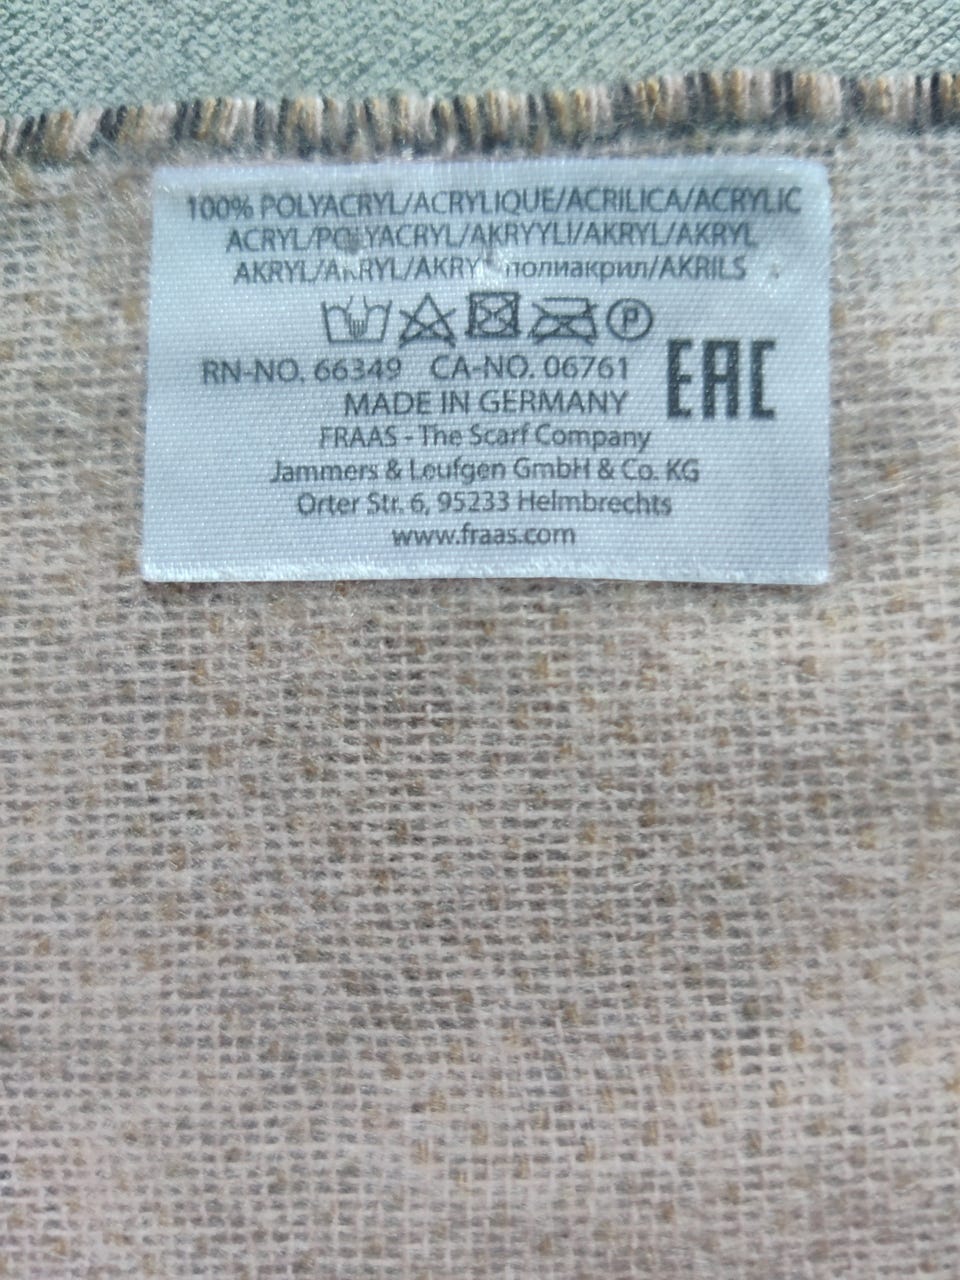 100% POLYACRYL/ACRYLIQUE/ACRILICA/ACRYLIC
ACRYL/POLYACRYL/AKRYYLI/AKRYL/AKRYL
AKRYL/AKRYL/AKRYL полиакрил/AKRILS
P
RN-NO. 66349 CA-NO. 06761
EAC
MADE IN GERMANY
FRAAS - The Scarf Company
Jammers & Leufgen GmbH & Co. KG
Orter Str. 6, 95233 Helmbrechts
www.fraas.com